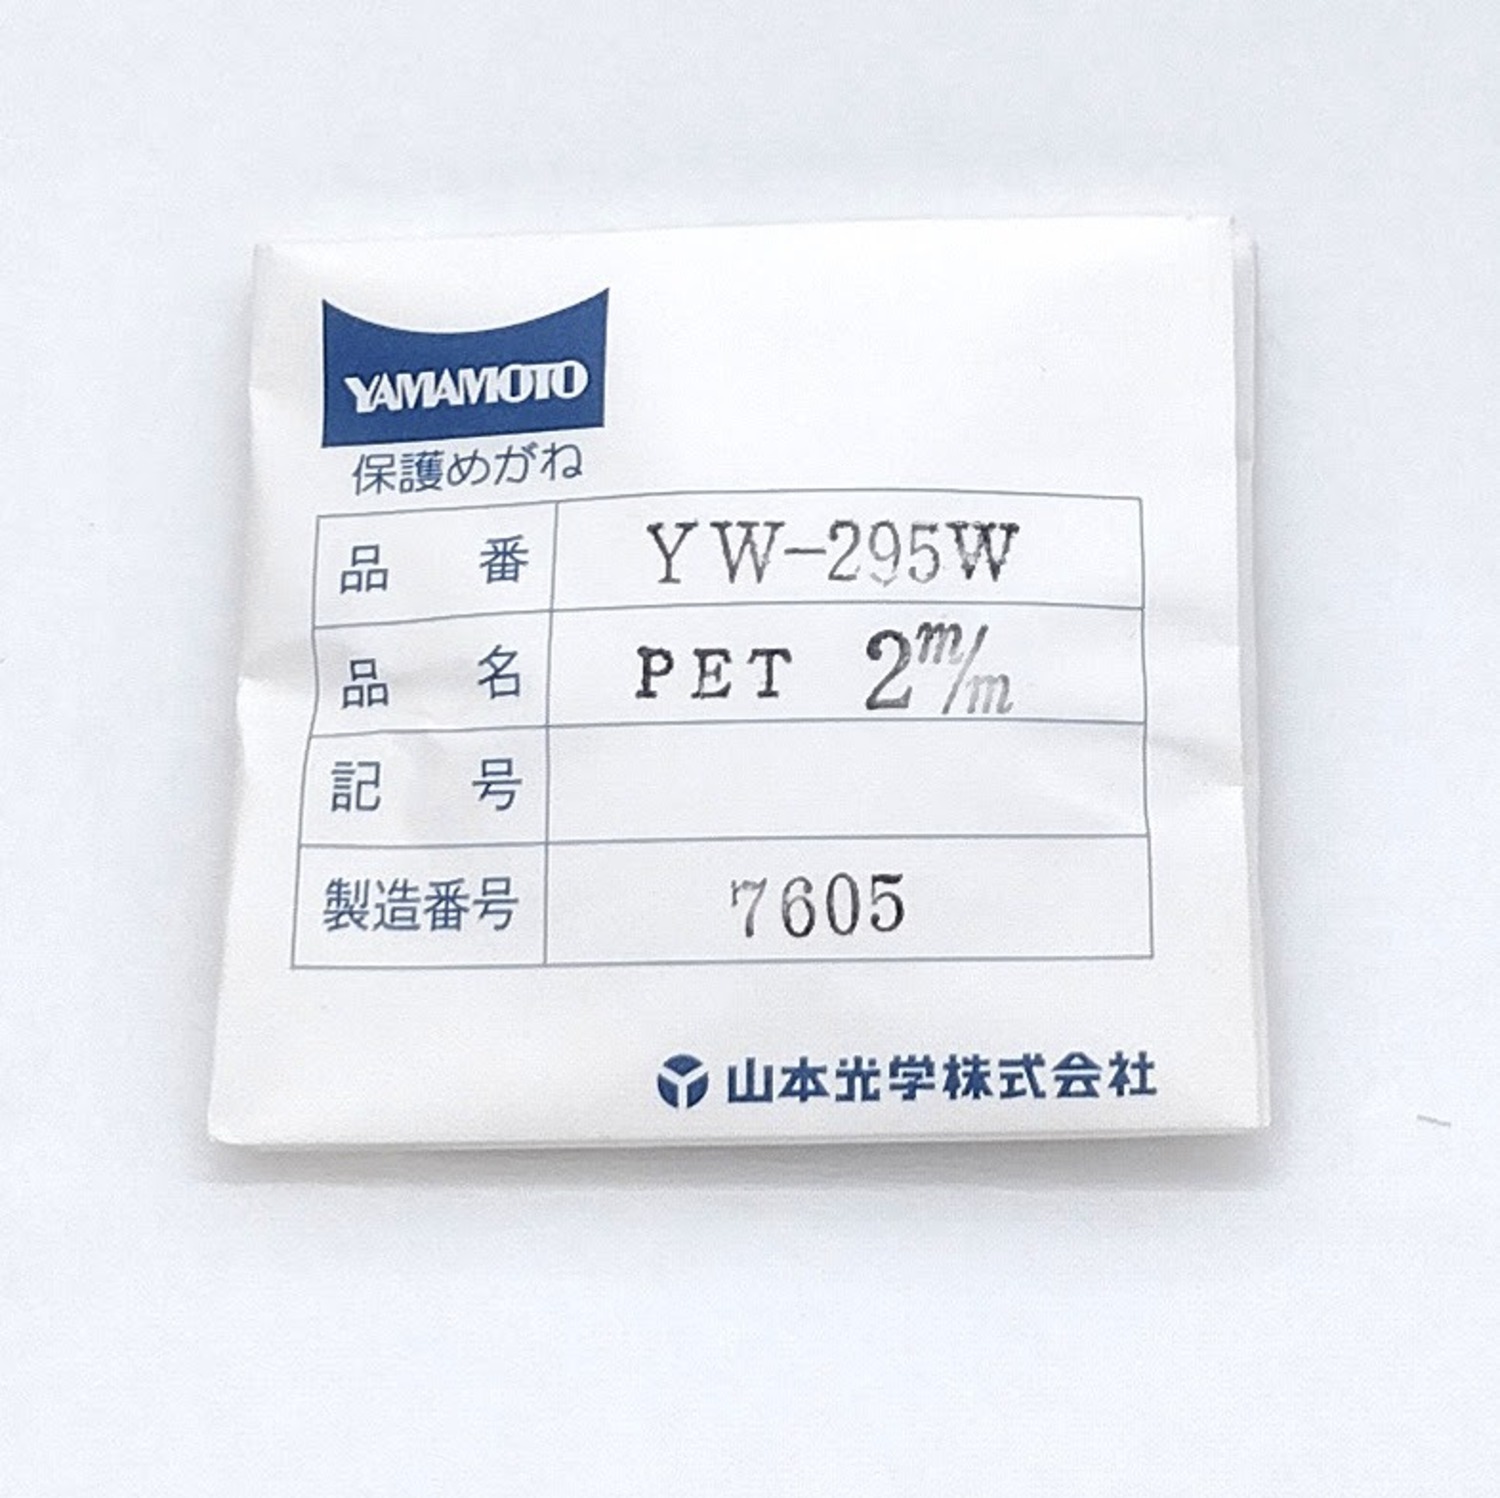 YAMAMOTO
保護めがね
品番 YW-295W
品名 PET 2m/m
記号
製造番号 7605
山本光学株式会社